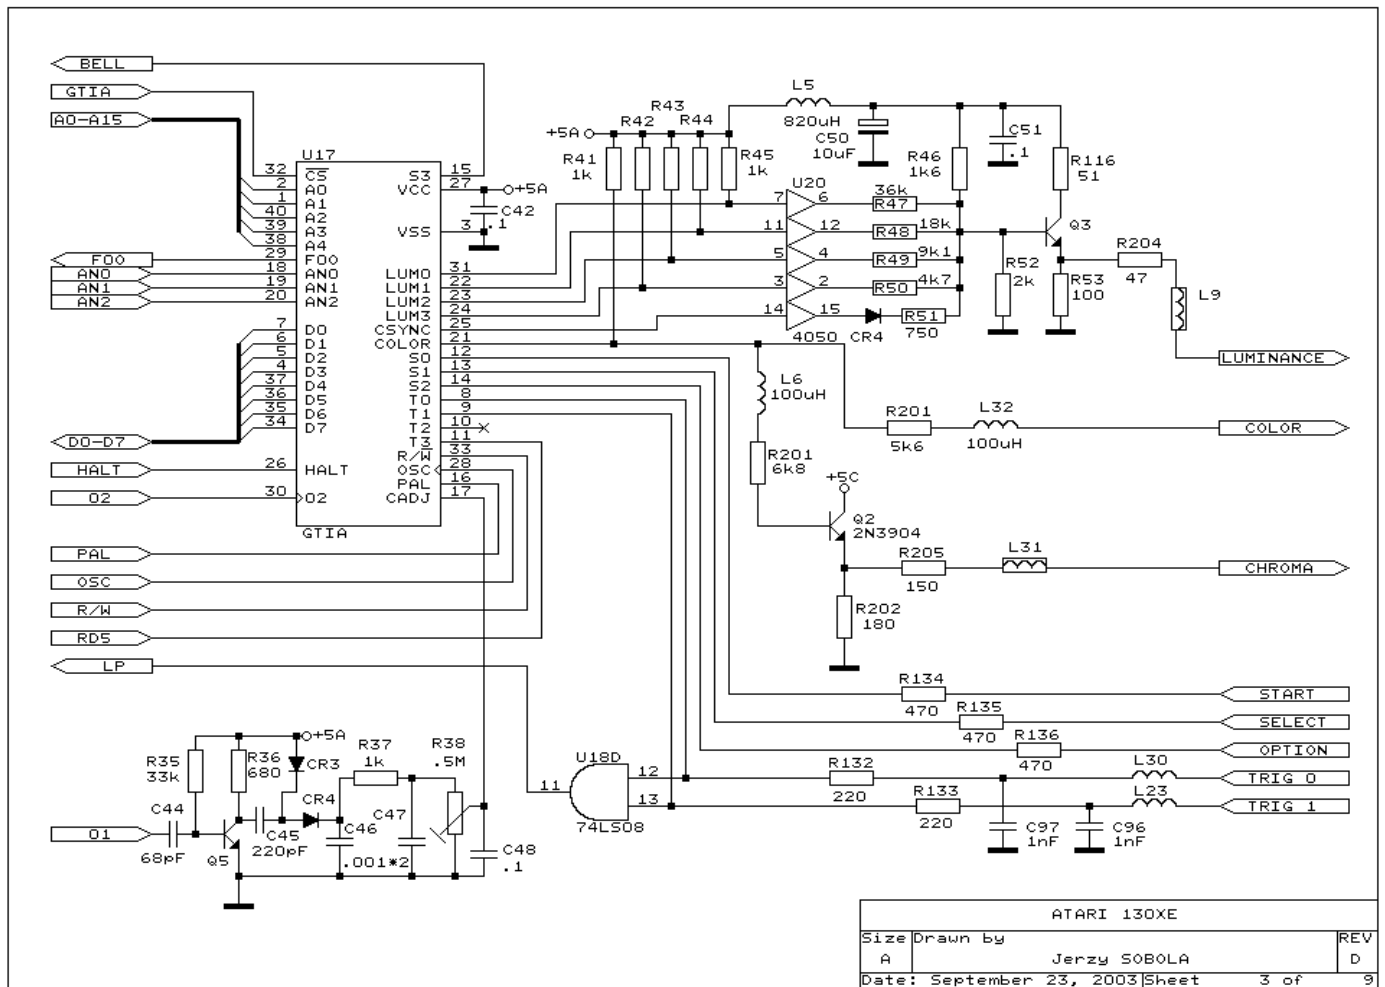 BELL
GTIA
A0-A15
F00
AN0
AN1
AN2
D0-D7
HALT
O2
PAL
OSC
R/W
RD5
LP
O1
U17
32 CS
2 A0
1 A1
40 A2
39 A3
38 A4
29 F00
18 AN0
19 AN1
20 AN2
7 D0
6 D1
5 D2
4 D3
37 D4
36 D5
35 D6
34 D7
26 HALT
30 O2
S3 15
VCC 27
VSS 3
LUM0 31
LUM1 22
LUM2 23
LUM3 24
CSYNC 25
COLOR 21
S0 12
S1 13
S2 14
T0 8
T1 9
T2 10
T3 11
R/W 33
OSC 28
PAL 16
CADJ 17
GTIA
+5A
C42
.1
+5A
R41
1k
R42
R43
R44
R45
1k
L5
820uH
C50
10uF
R46
1k6
C51
.1
R116
51
U20
7 6
11 12
5 4
3 2
14 15
4050
36k
R47
R48 18k
R49 9k1
R50 4k7
CR4
R51
750
R52
2k
Q3
R53
100
R204
47
L9
LUMINANCE
L6
100uH
R201
6k8
R201
5k6
L32
100uH
COLOR
+5C
Q2
2N3904
R205
150
L31
CHROMA
R202
180
R134
470
START
R135
470
SELECT
R136
470
OPTION
R132
220
L30
TRIG 0
R133
220
L23
TRIG 1
C97
1nF
C96
1nF
U18D
11
12
13
74LS08
R35
33k
R36
680
+5A
CR3
R37
1k
R38
.5M
C44
68pF
Q5
C45
220pF
CR4
C46
C47
.001*2
C48
.1
ATARI 130XE
Size Drawn by REV
A Jerzy SOBOLA D
Date: September 23, 2003 Sheet 3 of 9